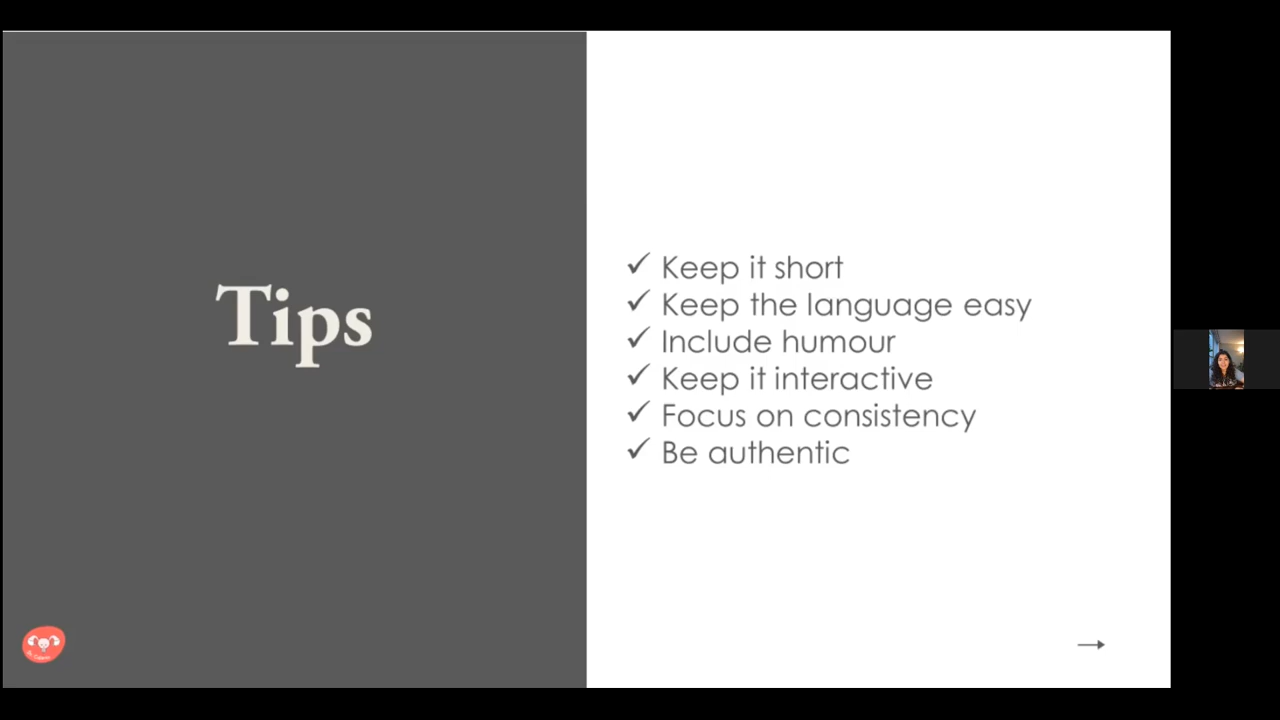 Tips
✓ Keep it short
✓ Keep the language easy
✓ Include humour
✓ Keep it interactive
✓ Focus on consistency
✓ Be authentic